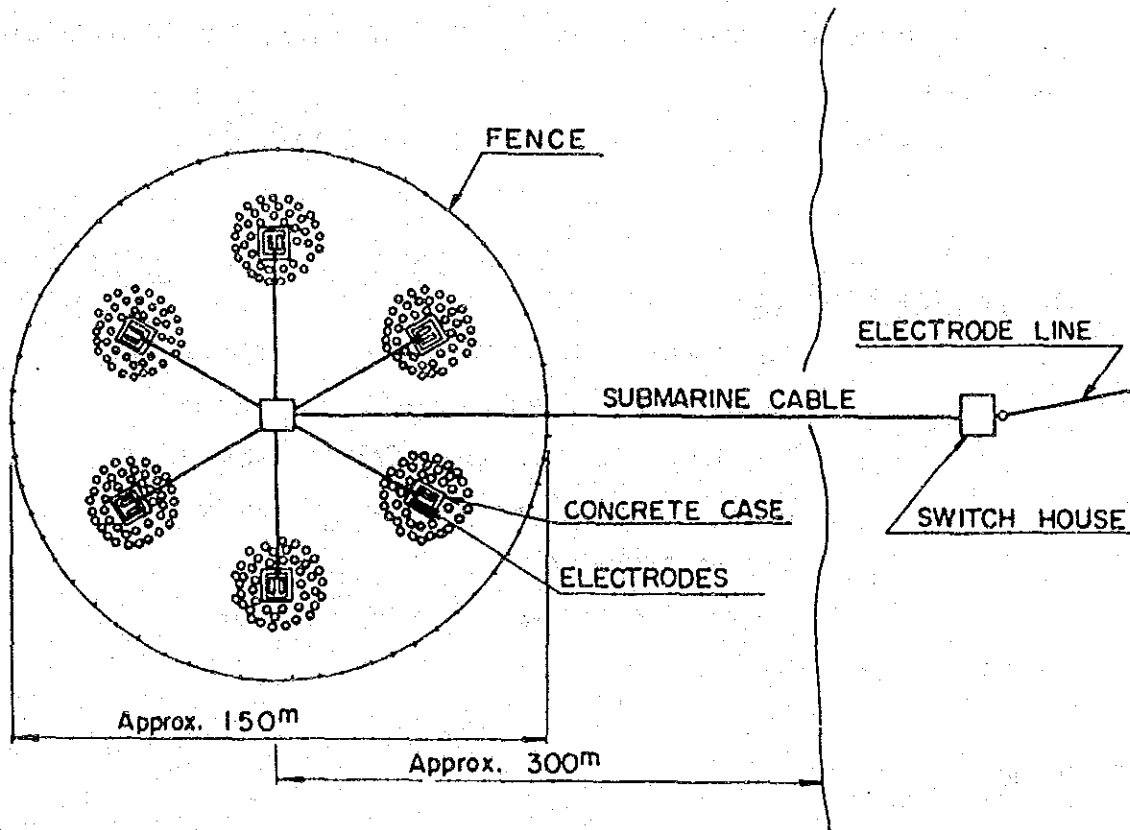 FENCE
ELECTRODE LINE
SUBMARINE CABLE
CONCRETE CASE
SWITCH HOUSE
ELECTRODES
Approx. 150m
Approx. 300m